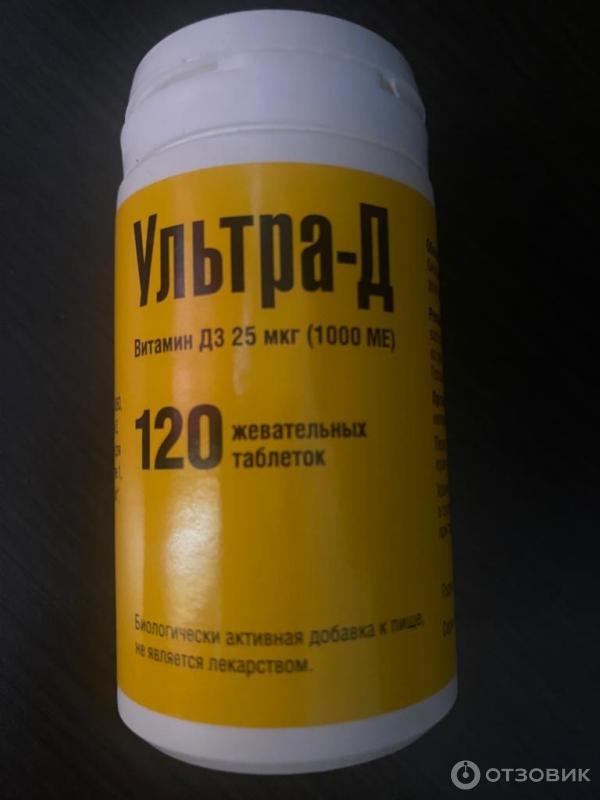 Ультра-Д
Витамин Д3 25 мкг (1000 МЕ)
120 жевательных
таблеток
Биологически активная добавка к пище,
не является лекарством.
ОТЗОВИК